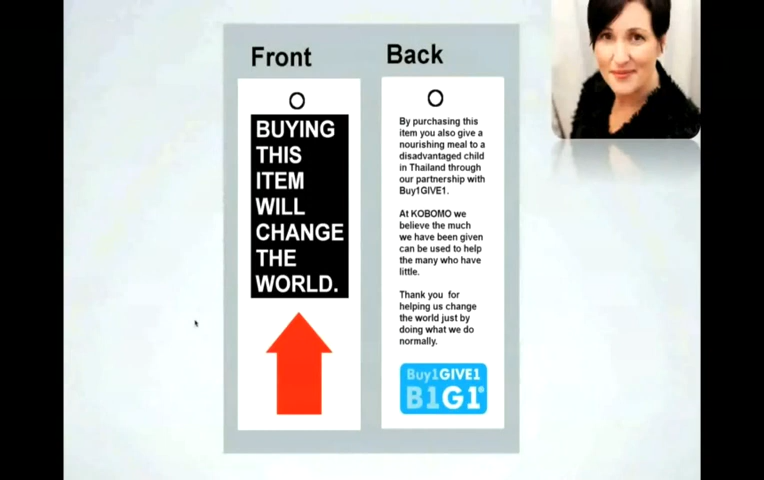 Front
BUYING
THIS
ITEM
WILL
CHANGE
THE
WORLD.
Back
By purchasing this
item you also give a
nourishing meal to a
disadvantaged child
in Thailand through
our partnership with
Buy1GIVE1.
At KOBOMO we
believe the much
we have been given
can be used to help
the many who have
little.
Thank you for
helping us change
the world just by
doing what we do
normally.
Buy1GIVE1
B1G1®